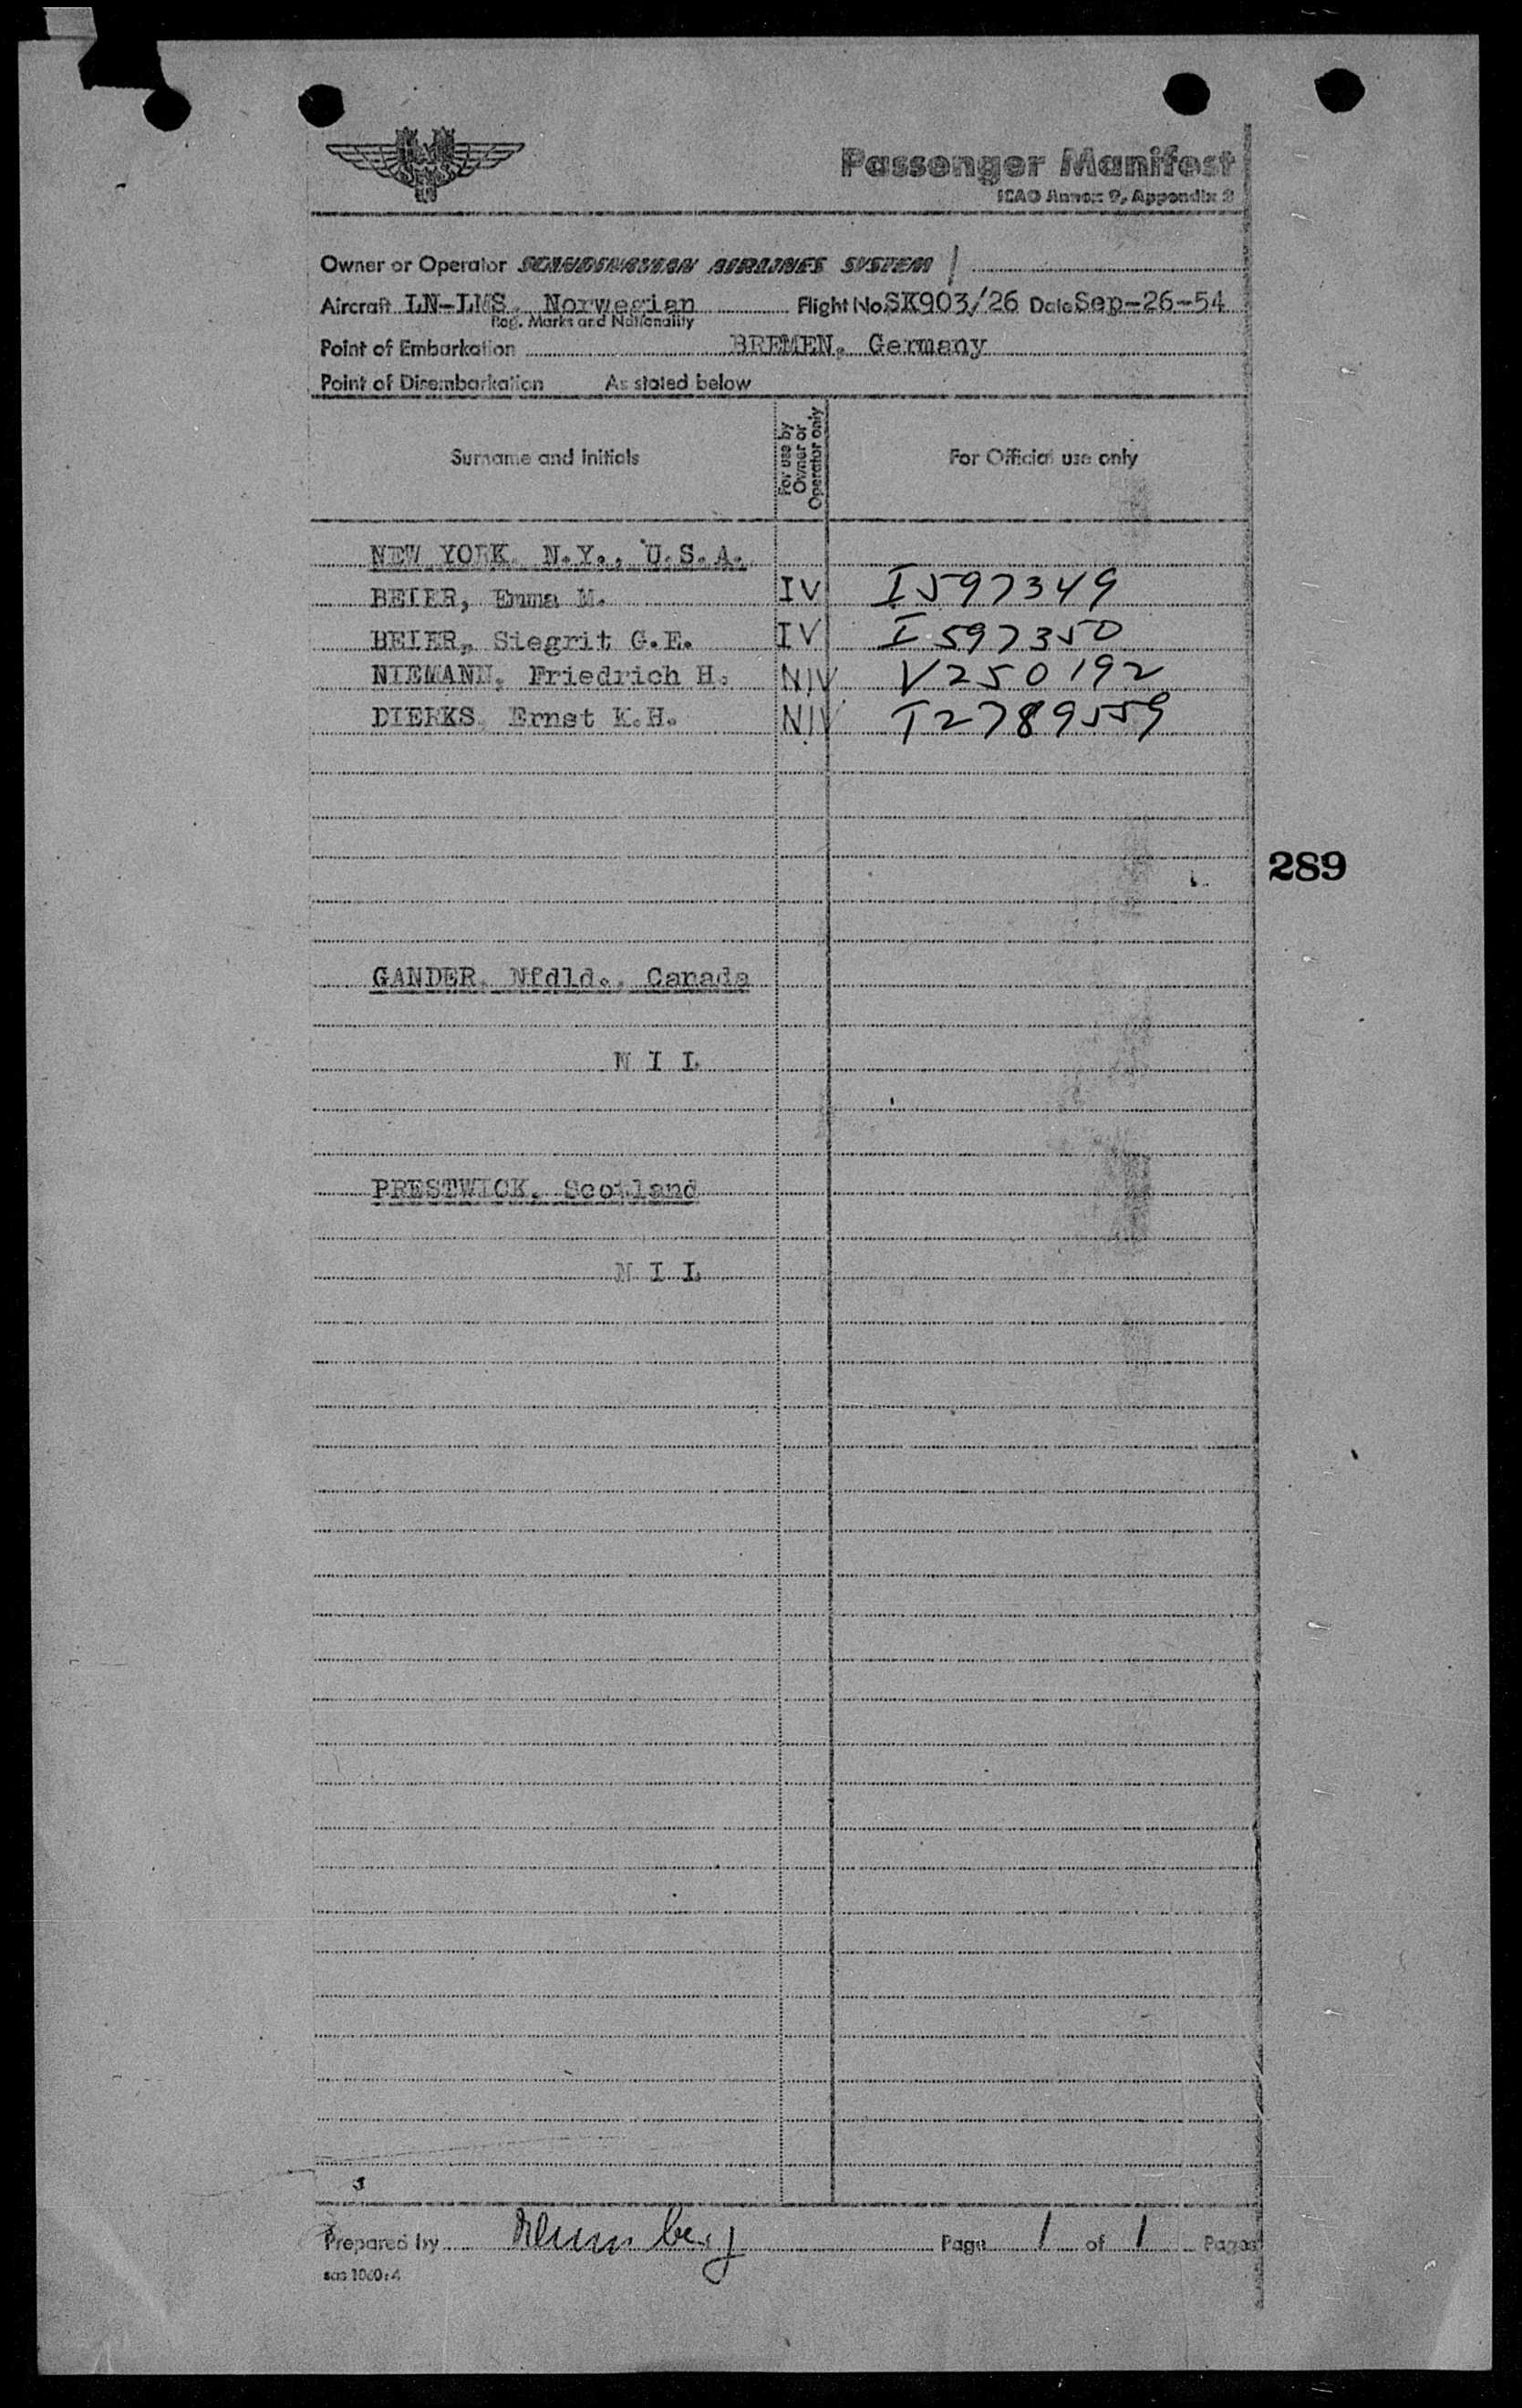 Passenger Manifest
ICAO Annex 9, Appendix 3
Owner or Operator SCANDINAVIAN AIRLINES SYSTEM
Aircraft LN-LMS, Norwegian Flight No. SK903/26 Date Sep-26-54
Reg. Marks and Nationality
Point of Embarkation BREMEN, Germany
Point of Disembarkation As stated below
Surname and initials For use by Owner or Operator only For Official use only
NEW YORK, N.Y., U.S.A.
BEIER, Emma M. IV I597349
BEIER, Siegrit G.E. IV I597350
NIEMANN, Friedrich H. NIV V250192
DIERKS, Ernst K.H. NIV T2789559
289
GANDER, Nfdld., Canada
N I L
PRESTWICK, Scotland
N I L
Prepared by Page 1 of 1 Pages
sas 1060:4